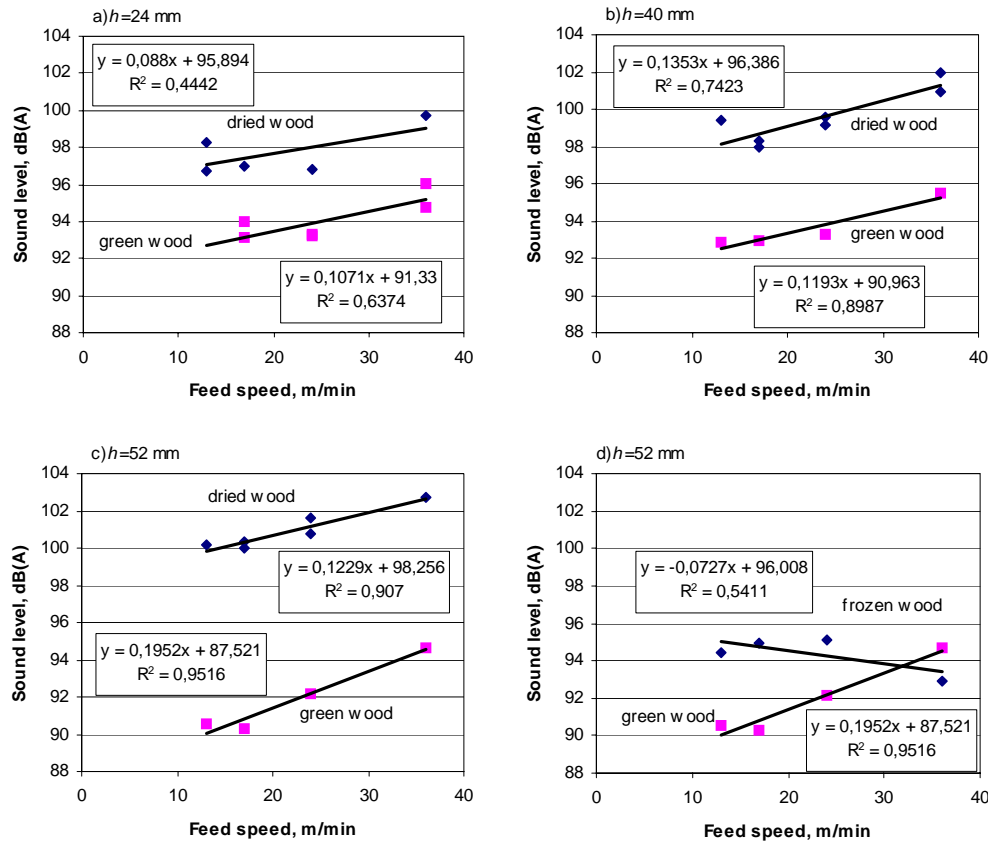 a) h=24 mm
104
102
100
98
96
94
92
90
88
0
10
20
30
40
Sound level, dB(A)
Feed speed, m/min
y = 0,088x + 95,894
R² = 0,4442
dried wood
green wood
y = 0,1071x + 91,33
R² = 0,6374
b) h=40 mm
104
102
100
98
96
94
92
90
88
0
10
20
30
40
Sound level, dB(A)
Feed speed, m/min
y = 0,1353x + 96,386
R² = 0,7423
dried wood
green wood
y = 0,1193x + 90,963
R² = 0,8987
c) h=52 mm
104
102
100
98
96
94
92
90
88
0
10
20
30
40
Sound level, dB(A)
Feed speed, m/min
dried wood
y = 0,1229x + 98,256
R² = 0,907
y = 0,1952x + 87,521
R² = 0,9516
green wood
d) h=52 mm
104
102
100
98
96
94
92
90
88
0
10
20
30
40
Sound level, dB(A)
Feed speed, m/min
y = -0,0727x + 96,008
R² = 0,5411
frozen wood
green wood
y = 0,1952x + 87,521
R² = 0,9516